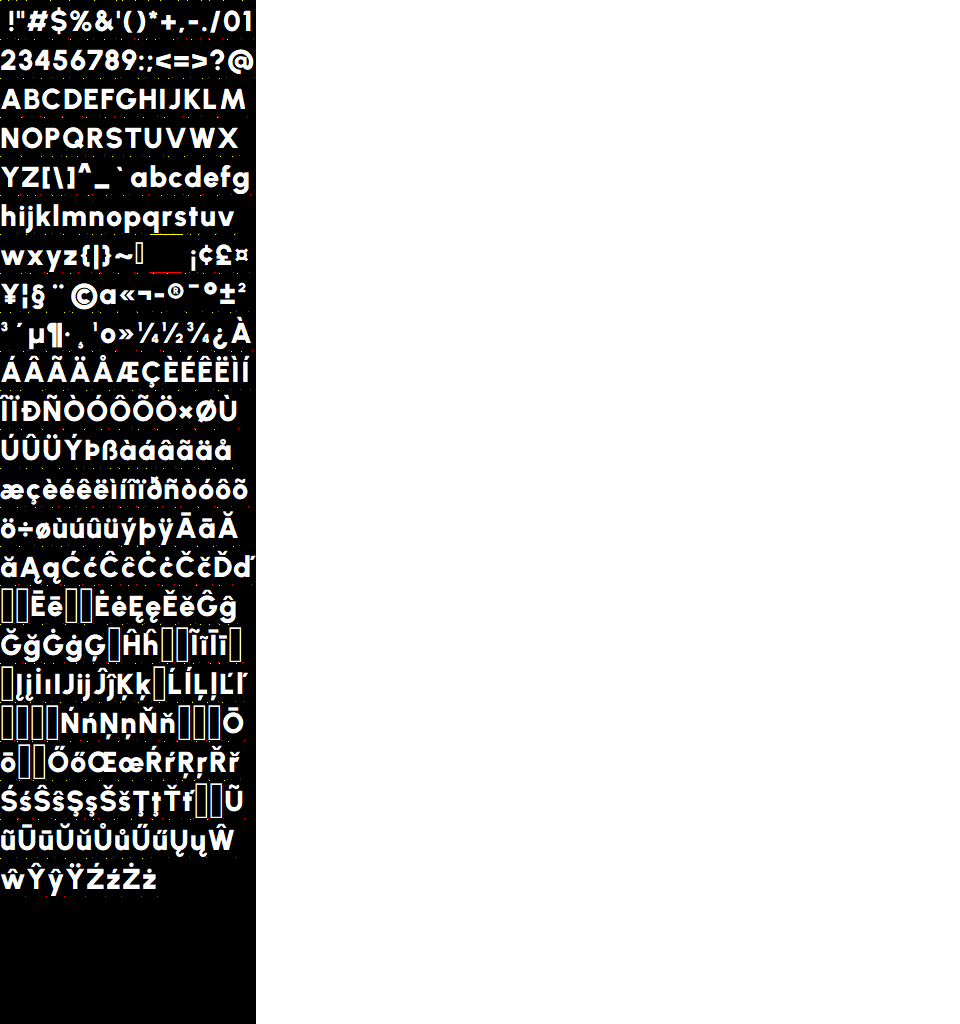 !"#$%&'()*+,-./01
23456789:;<=>?@
ABCDEFGHIJKLM
NOPQRSTUVWX
YZ[\]^_`abcdefg
hijklmnopqrstuv
wxyz{|}~ ¡¢£¤
¥¦§¨©a«¬-®¯°±²
³´µ¶·¸¹o»¼½¾¿À
ÁÂÃÄÅÆÇÈÉÊËÌÍ
ÎÏÐÑÒÓÔÕÖ×ØÙ
ÚÛÜÝÞßàáâãäå
æçèéêëìíîïðñòóôõ
ö÷øùúûüýþÿĀāĂ
ăĄąĆćĈĉĊċČčĎď
ĒēĖėĘęĚěĜĝ
ĞğĠġĢĤĥĨĩĪī
ĮįİıIJijĴĵĶķĹĺĻļĽľ
ŃńŅņŇňŌ
ōŐőŒœŔŕŖŗŘř
ŚśŜŝŞşŠšŢţŤťŨ
ũŪūŬŭŮůŰűŲųŴ
ŵŶŷŸŹźŻż